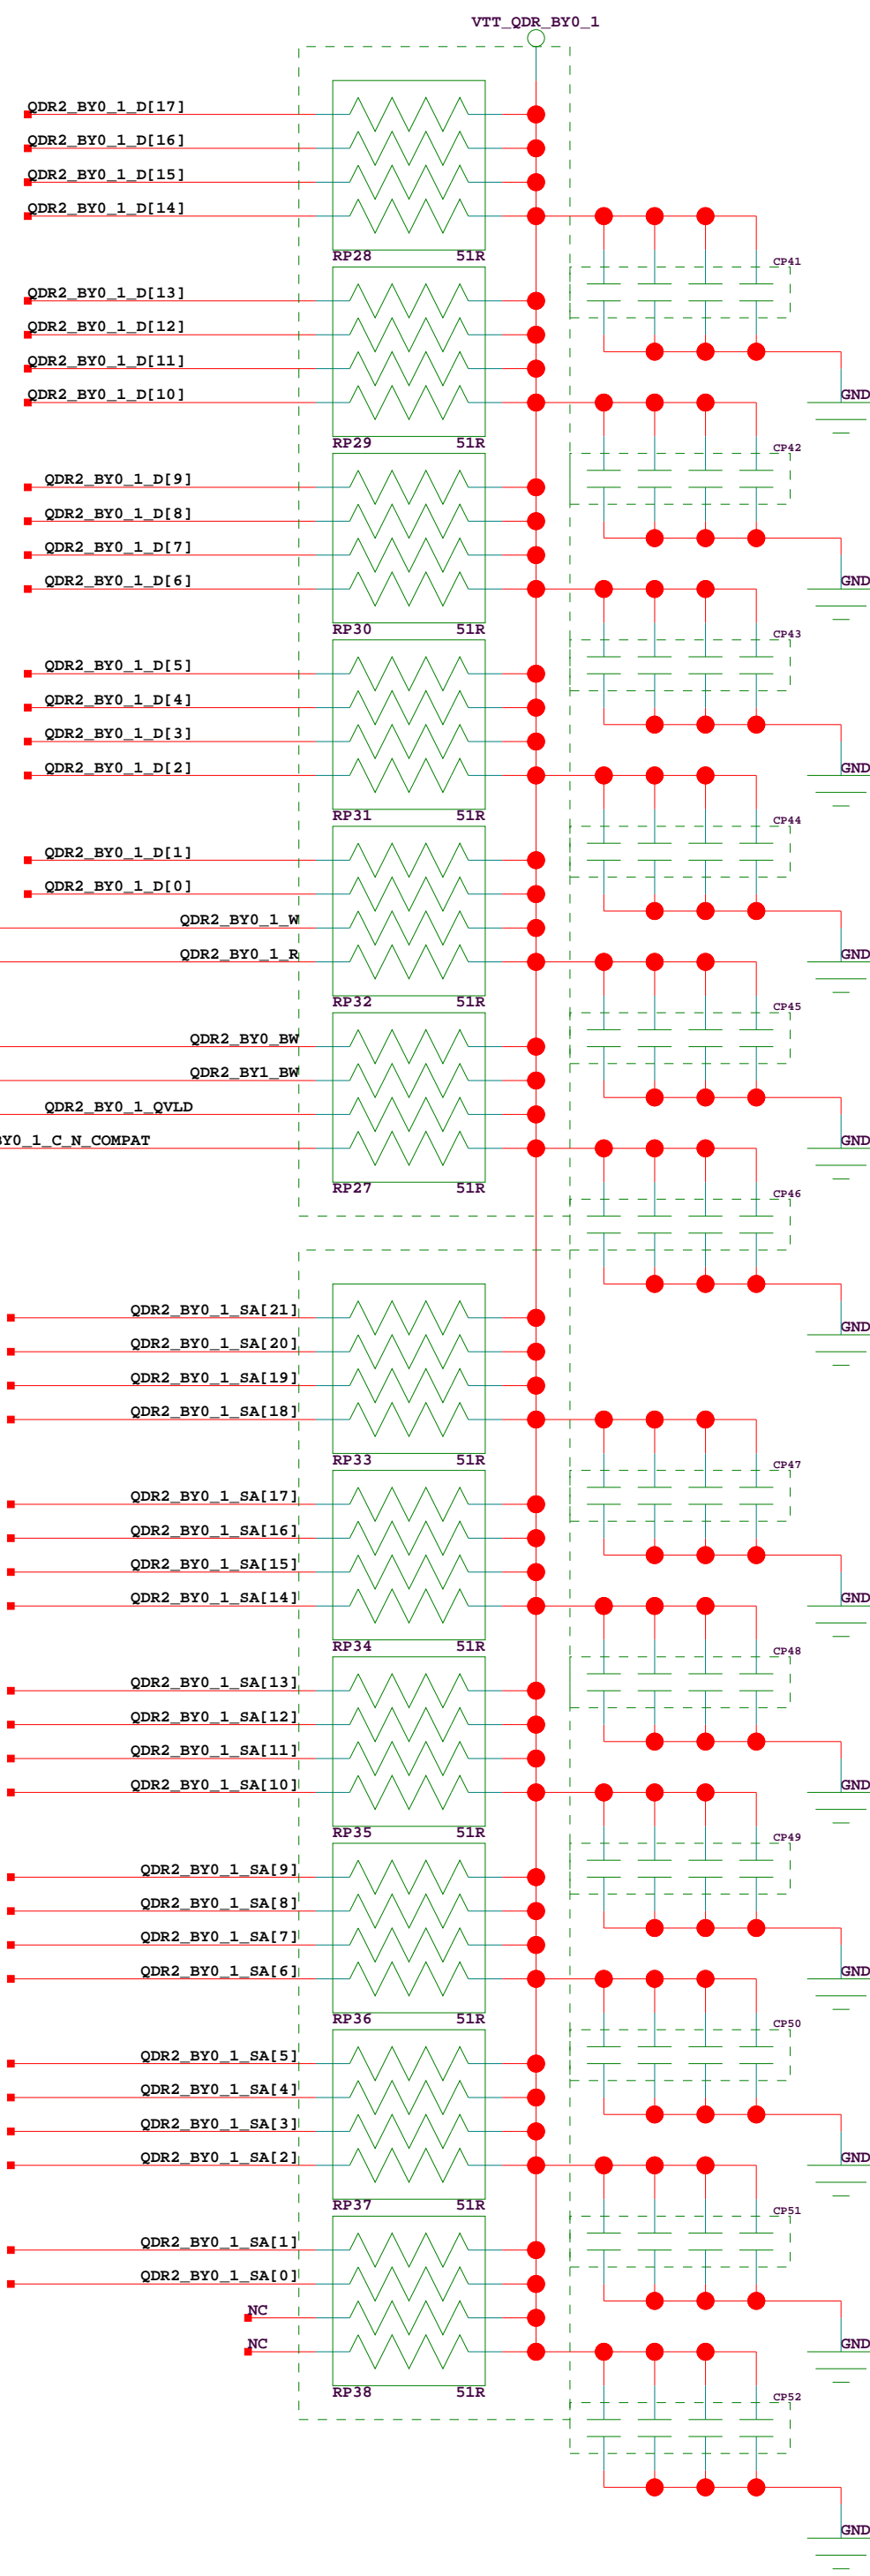 VTT_QDR_BY0_1
QDR2_BY0_1_D[17]
QDR2_BY0_1_D[16]
QDR2_BY0_1_D[15]
QDR2_BY0_1_D[14]
RP28 51R
CP41
QDR2_BY0_1_D[13]
QDR2_BY0_1_D[12]
QDR2_BY0_1_D[11]
QDR2_BY0_1_D[10]
GND
RP29 51R
CP42
QDR2_BY0_1_D[9]
QDR2_BY0_1_D[8]
QDR2_BY0_1_D[7]
QDR2_BY0_1_D[6]
GND
RP30 51R
CP43
QDR2_BY0_1_D[5]
QDR2_BY0_1_D[4]
QDR2_BY0_1_D[3]
QDR2_BY0_1_D[2]
GND
RP31 51R
CP44
QDR2_BY0_1_D[1]
QDR2_BY0_1_D[0]
QDR2_BY0_1_W
QDR2_BY0_1_R
GND
RP32 51R
CP45
QDR2_BY0_BW
QDR2_BY1_BW
QDR2_BY0_1_QVLD
BY0_1_C_N_COMPAT
GND
RP27 51R
CP46
QDR2_BY0_1_SA[21]
GND
QDR2_BY0_1_SA[20]
QDR2_BY0_1_SA[19]
QDR2_BY0_1_SA[18]
RP33 51R
CP47
QDR2_BY0_1_SA[17]
QDR2_BY0_1_SA[16]
QDR2_BY0_1_SA[15]
QDR2_BY0_1_SA[14]
GND
RP34 51R
CP48
QDR2_BY0_1_SA[13]
QDR2_BY0_1_SA[12]
QDR2_BY0_1_SA[11]
QDR2_BY0_1_SA[10]
GND
RP35 51R
CP49
QDR2_BY0_1_SA[9]
QDR2_BY0_1_SA[8]
QDR2_BY0_1_SA[7]
QDR2_BY0_1_SA[6]
GND
RP36 51R
CP50
QDR2_BY0_1_SA[5]
QDR2_BY0_1_SA[4]
QDR2_BY0_1_SA[3]
QDR2_BY0_1_SA[2]
GND
RP37 51R
CP51
QDR2_BY0_1_SA[1]
QDR2_BY0_1_SA[0]
NC
NC
GND
RP38 51R
CP52
GND